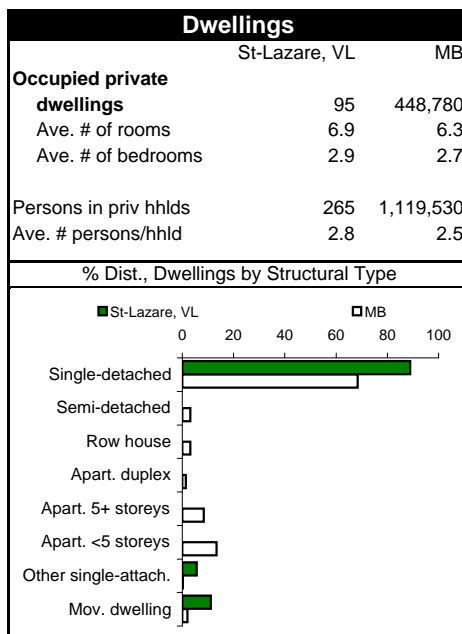 Dwellings
St-Lazare, VL MB
Occupied private
dwellings 95 448,780
Ave. # of rooms 6.9 6.3
Ave. # of bedrooms 2.9 2.7
Persons in priv hhlds 265 1,119,530
Ave. # persons/hhld 2.8 2.5
% Dist., Dwellings by Structural Type
St-Lazare, VL MB
0 20 40 60 80 100
Single-detached
Semi-detached
Row house
Apart. duplex
Apart. 5+ storeys
Apart. <5 storeys
Other single-attach.
Mov. dwelling